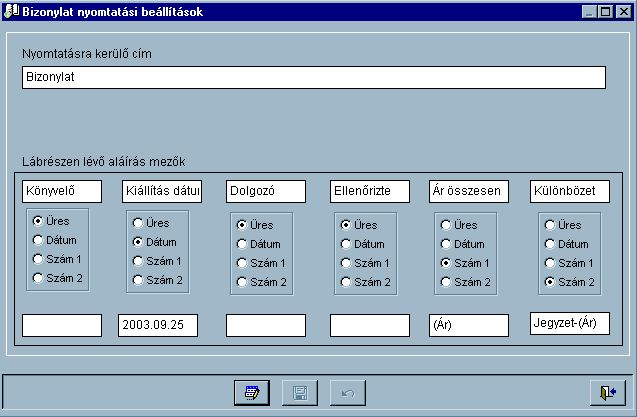 Bizonylat nyomtatási beállítások
Nyomtatásra kerülő cím
Bizonylat
Lábrészen lévő aláírás mezők
Könyvelő Kiállítás dátu Dolgozó Ellenőrizte Ár összesen Különbözet
Üres Üres Üres Üres Üres Üres
Dátum Dátum Dátum Dátum Dátum Dátum
Szám 1 Szám 1 Szám 1 Szám 1 Szám 1 Szám 1
Szám 2 Szám 2 Szám 2 Szám 2 Szám 2 Szám 2
2003.09.25 (Ár) Jegyzet-(Ár)